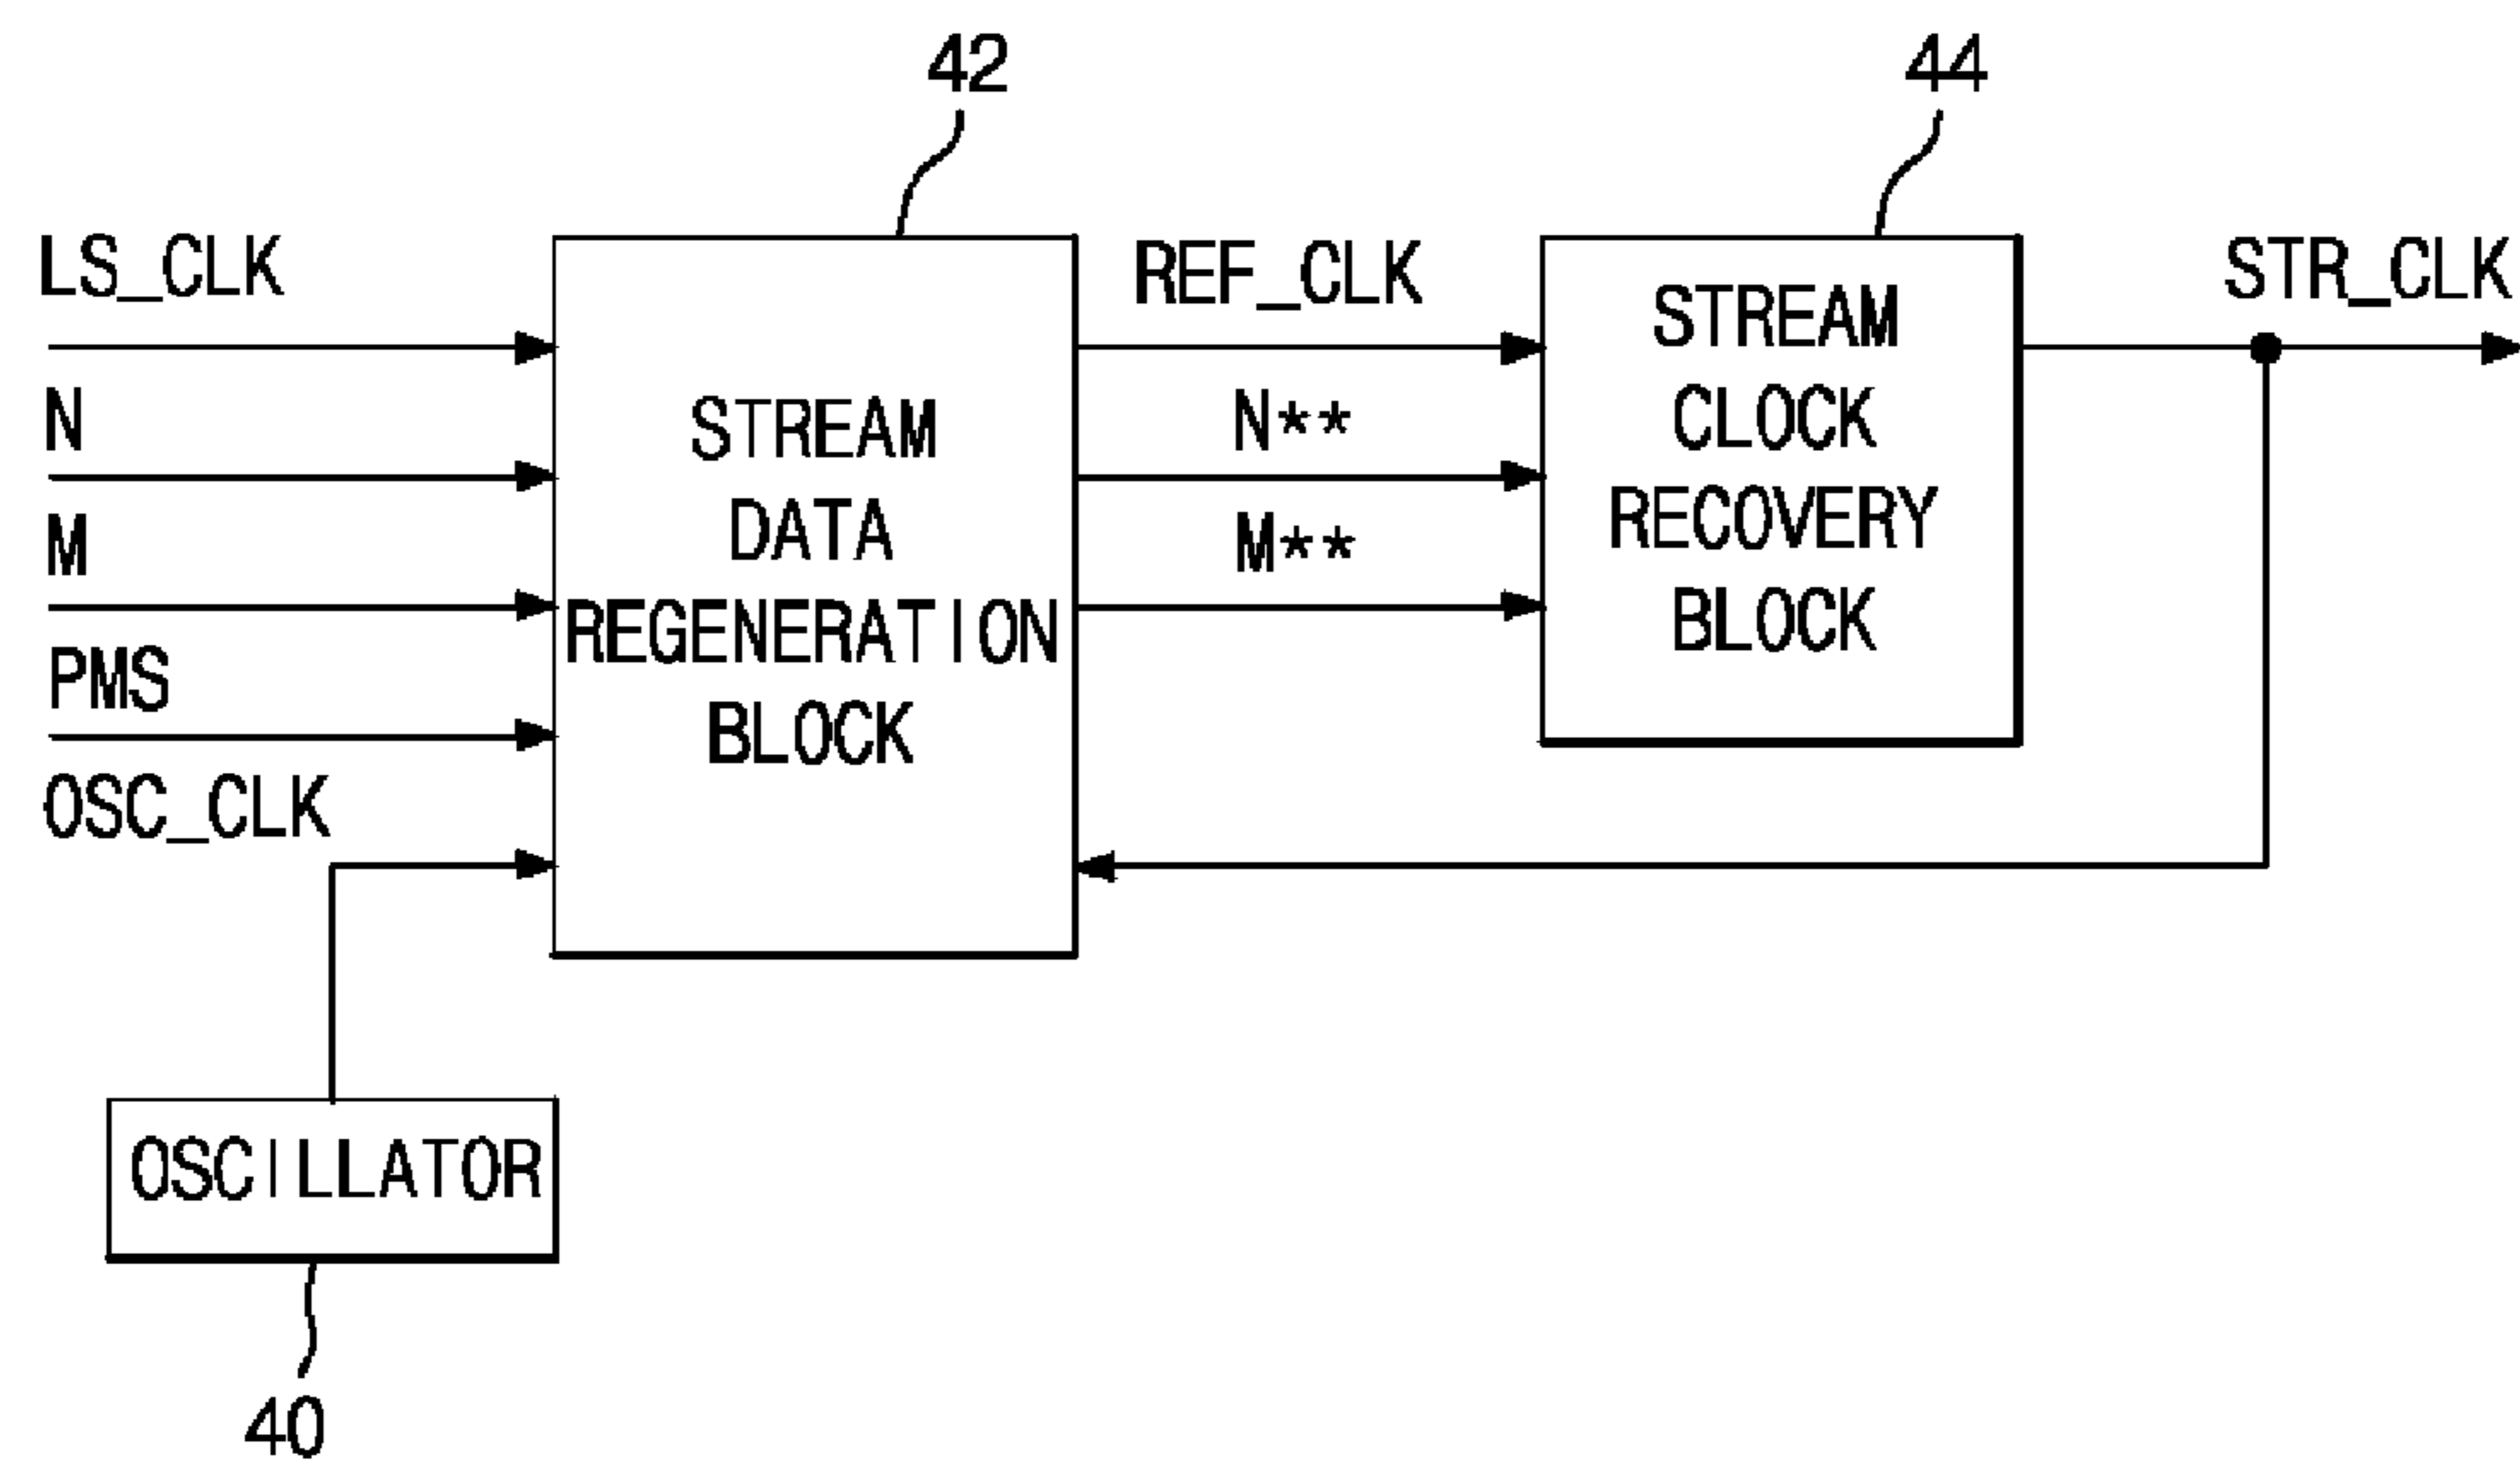 42
44
LS_CLK
N
M
PMS
OSC_CLK
STREAM
DATA
REGENERATION
BLOCK
REF_CLK
N**
M**
STREAM
CLOCK
RECOVERY
BLOCK
STR_CLK
OSCILLATOR
40